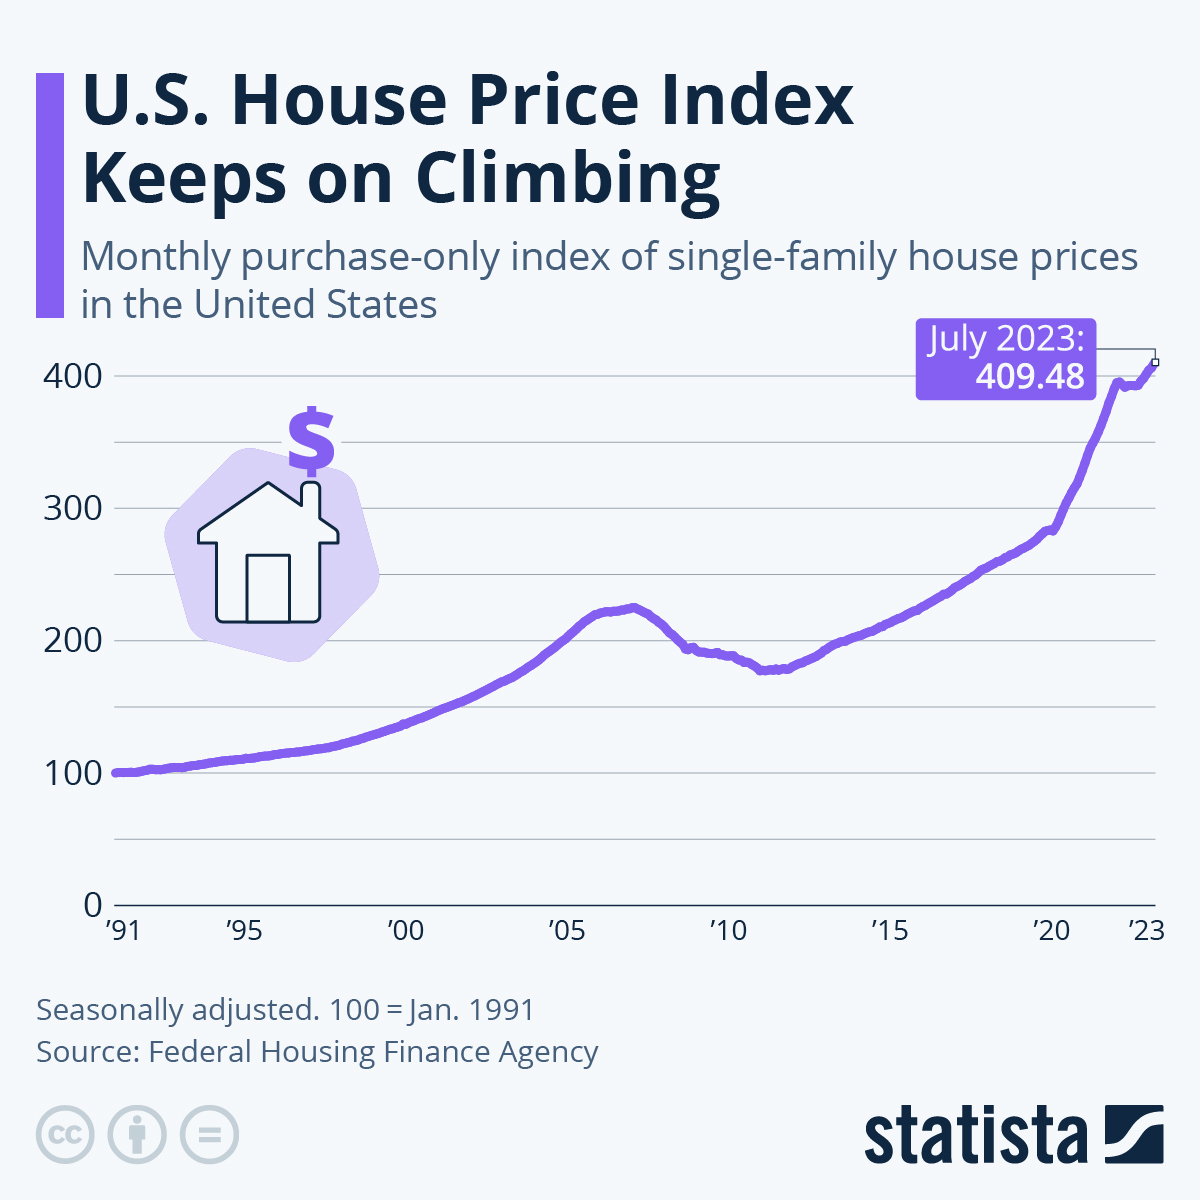 U.S. House Price Index
Keeps on Climbing
Monthly purchase-only index of single-family house prices
in the United States
July 2023:
409.48
400
300
200
100
0
’91 ’95 ’00 ’05 ’10 ’15 ’20 ’23
$
Seasonally adjusted. 100 = Jan. 1991
Source: Federal Housing Finance Agency
cc =
statista